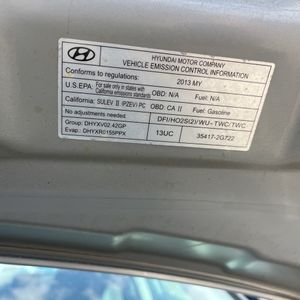 HYUNDAI MOTOR COMPANY
VEHICLE EMISSION CONTROL INFORMATION
Conforms to regulations: 2013 MY
U.S.EPA: For sale only in states with California emissions standards OBD: N/A Fuel: N/A
California: SULEV II (PZEV) PC OBD: CA II Fuel: Gasoline
No adjustments needed. DFI/HO2S(2)/WU-TWC/TWC
Group: DHYXV02.42GP
Evap: DHYXR0155PPX 13UC 35417-2G722